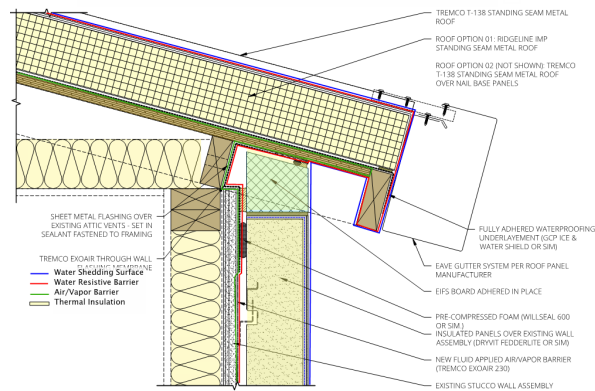 TREMCO T-138 STANDING SEAM METAL
ROOF
ROOF OPTION 01: RIDGELINE IMP
STANDING SEAM METAL ROOF
ROOF OPTION 02 (NOT SHOWN): TREMCO
T-138 STANDING SEAM METAL ROOF
OVER NAIL BASE PANELS
SHEET METAL FLASHING OVER
EXISTING ATTIC VENTS - SET IN
SEALANT FASTENED TO FRAMING
TREMCO EXOAIR THROUGH WALL
FLASHING MEMBRANE
Water Shedding Surface
Water Resistive Barrier
Air/Vapor Barrier
Thermal Insulation
FULLY ADHERED WATERPROOFING
UNDERLAYEMENT (GCP ICE &
WATER SHIELD OR SIM)
EAVE GUTTER SYSTEM PER ROOF PANEL
MANUFACTURER
EIFS BOARD ADHERED IN PLACE
PRE-COMPRESSED FOAM (WILLSEAL 600
OR SIM.)
INSULATED PANELS OVER EXISTING WALL
ASSEMBLY (DRYVIT FEDDERLITE OR SIM)
NEW FLUID APPLIED AIR/VAPOR BARRIER
(TREMCO EXOAIR 230)
EXISTING STUCCO WALL ASSEMBLY